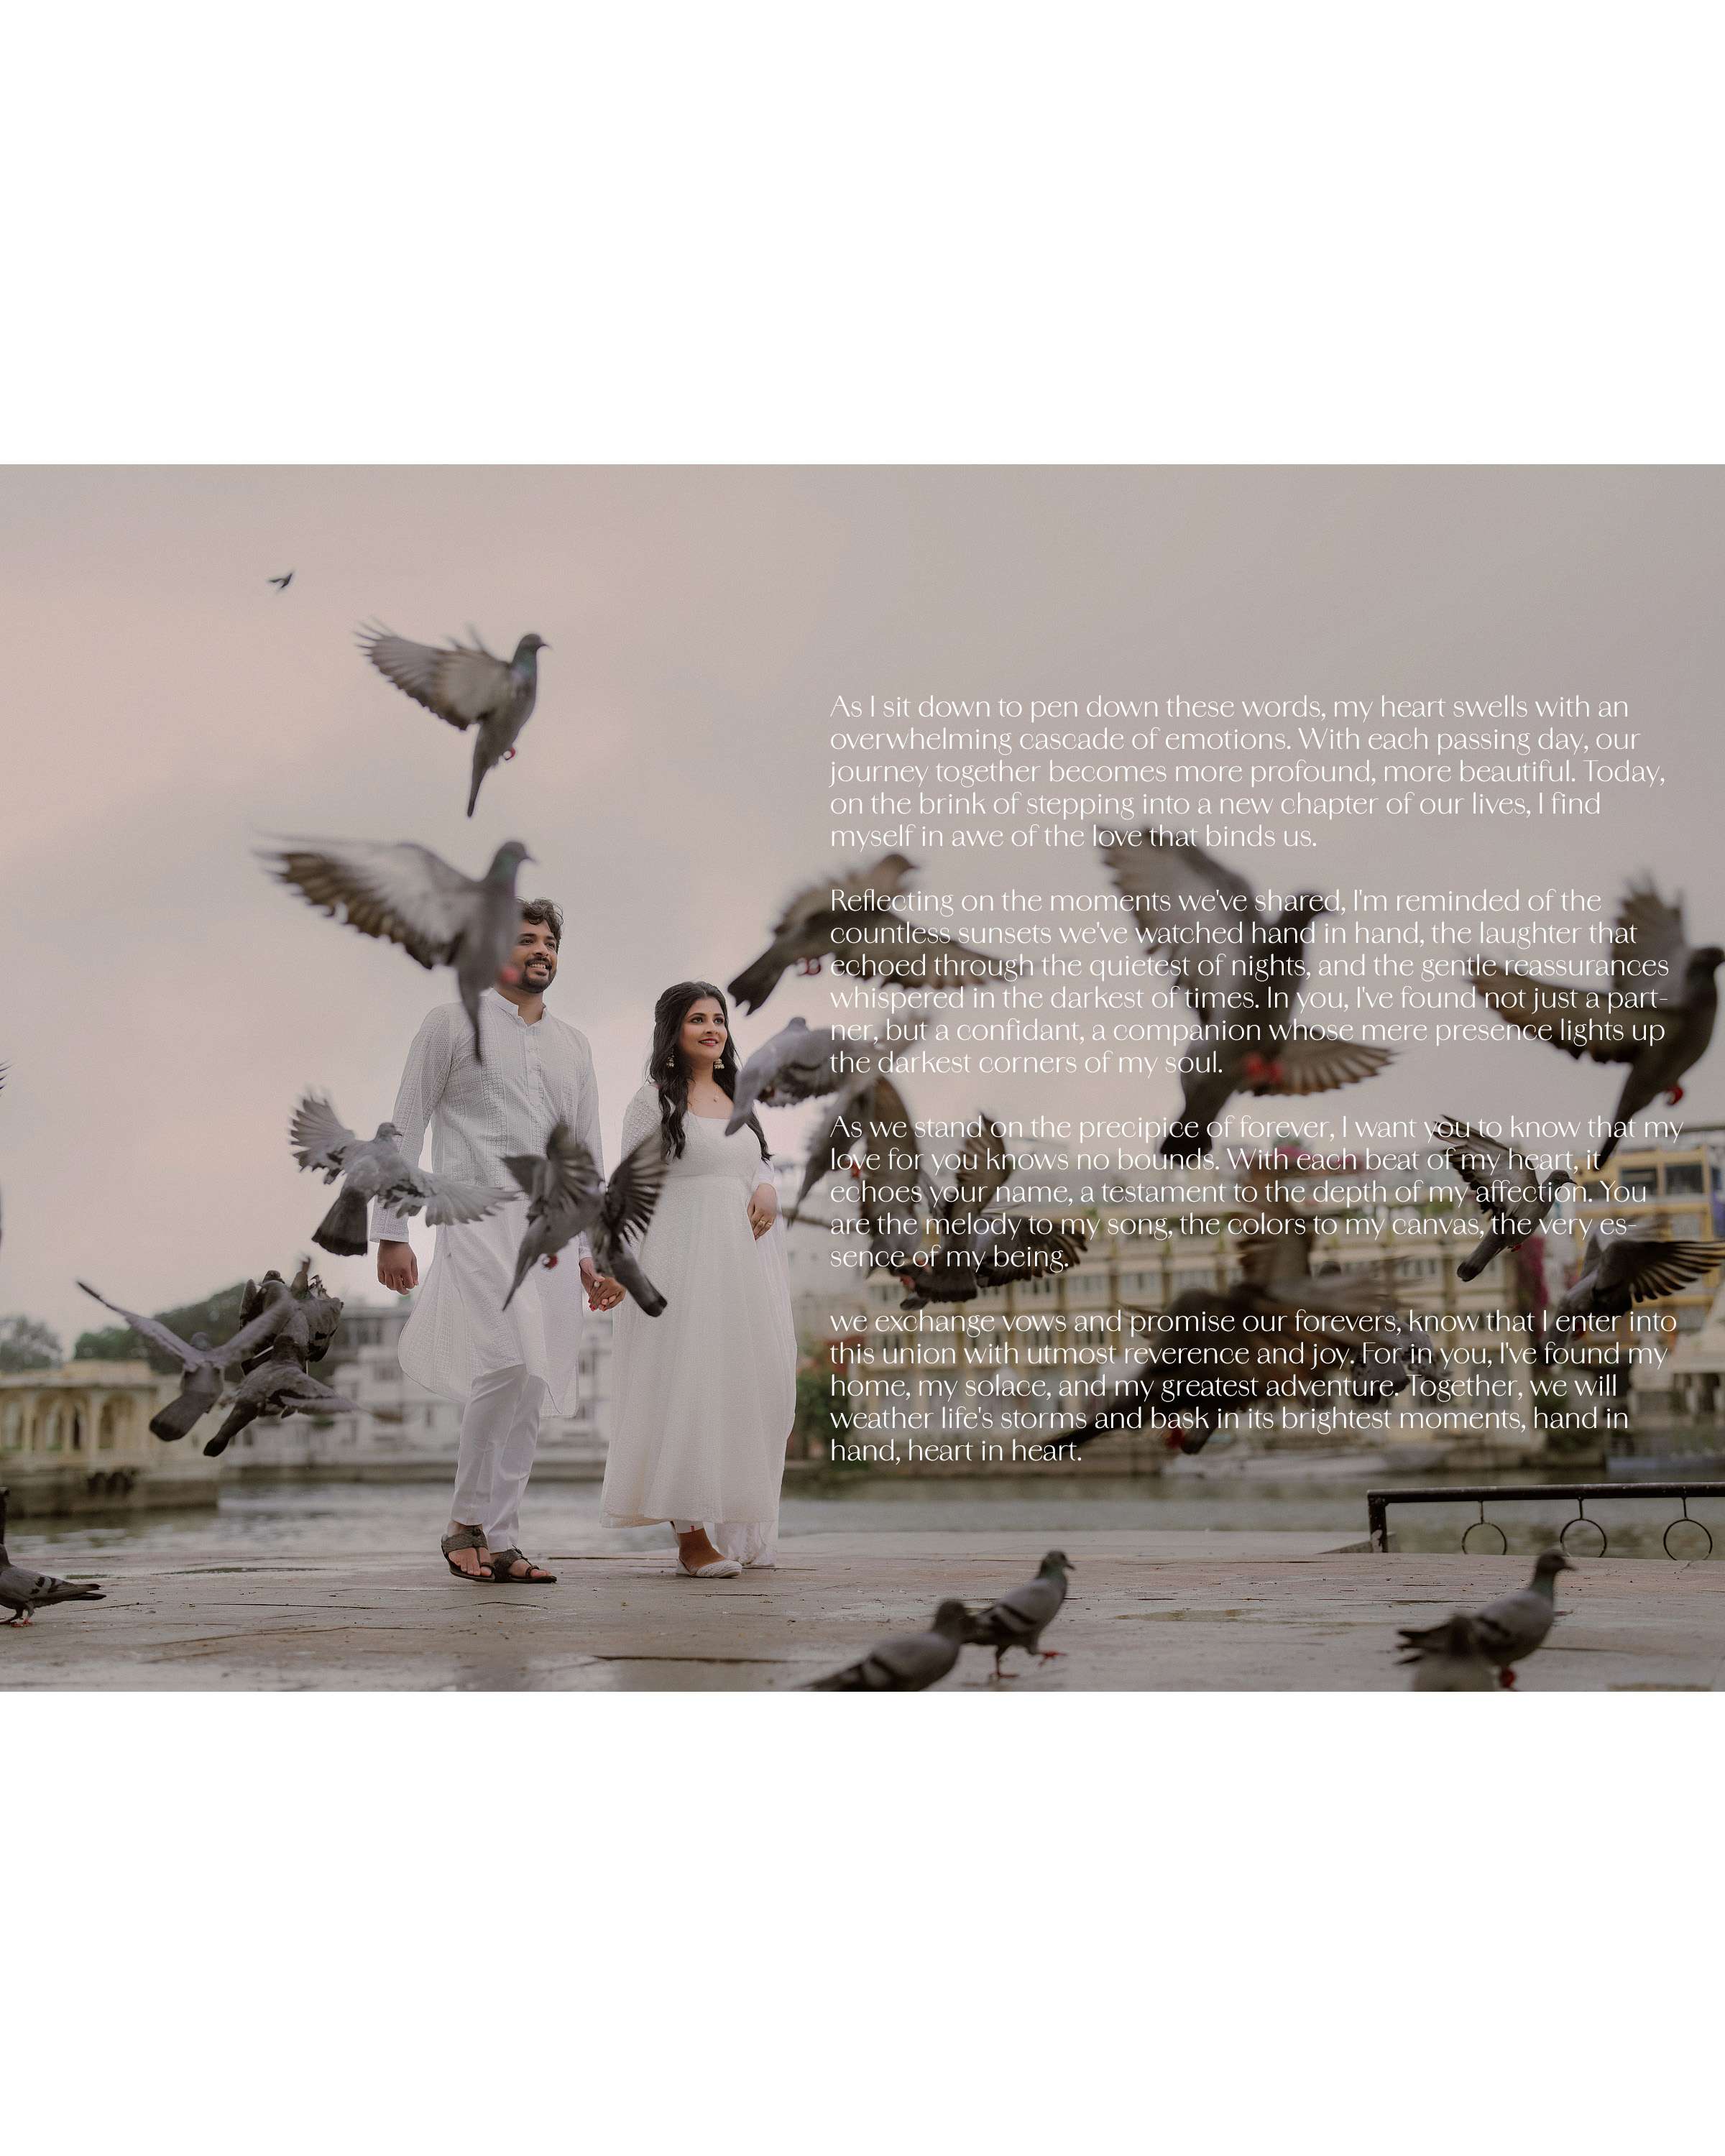 As I sit down to pen down these words, my heart swells with an
overwhelming cascade of emotions. With each passing day, our
journey together becomes more profound, more beautiful. Today,
on the brink of stepping into a new chapter of our lives, I find
myself in awe of the love that binds us.
Reflecting on the moments we've shared, I'm reminded of the
countless sunsets we've watched hand in hand, the laughter that
echoed through the quietest of nights, and the gentle reassurances
whispered in the darkest of times. In you, I've found not just a part-
ner, but a confidant, a companion whose mere presence lights up
the darkest corners of my soul.
As we stand on the precipice of forever, I want you to know that my
love for you knows no bounds. With each beat of my heart, it
echoes your name, a testament to the depth of my affection. You
are the melody to my song, the colors to my canvas, the very es-
sence of my being.
we exchange vows and promise our forevers, know that I enter into
this union with utmost reverence and joy. For in you, I've found my
home, my solace, and my greatest adventure. Together, we will
weather life's storms and bask in its brightest moments, hand in
hand, heart in heart.